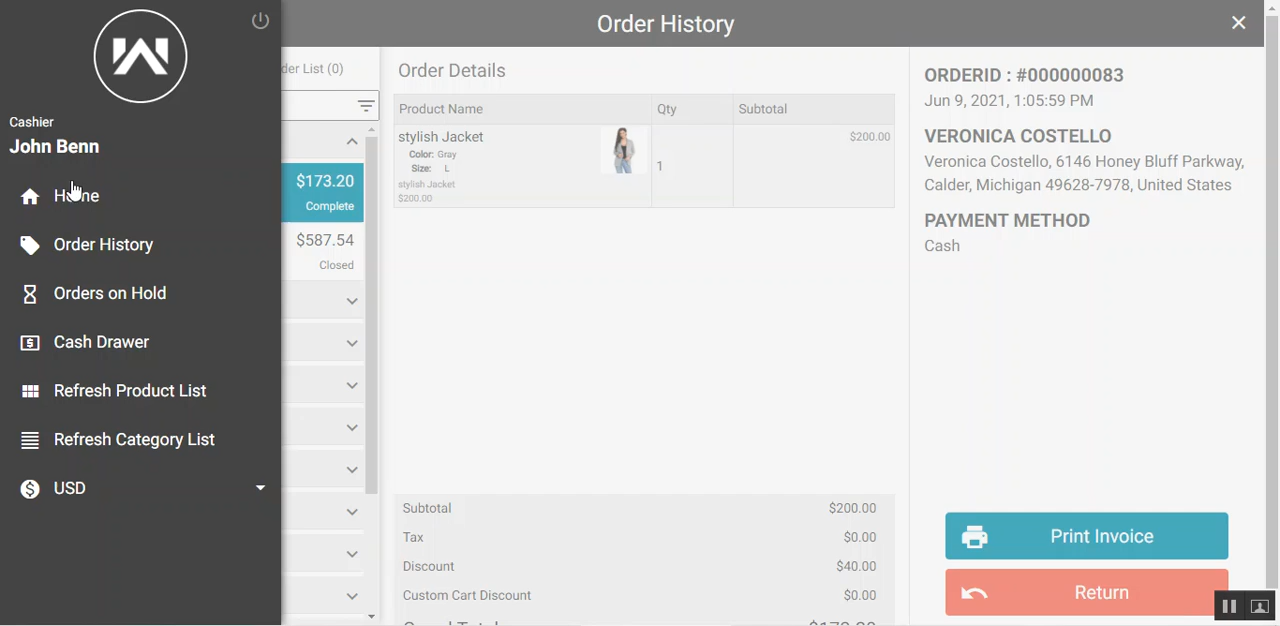 Order History
Cashier
John Benn
Home
Order History
Orders on Hold
Cash Drawer
Refresh Product List
Refresh Category List
USD
der List (0)
$173.20
Complete
$587.54
Closed
Order Details
Product Name Qty Subtotal
stylish Jacket $200.00
Color: Gray
Size: L
1
stylish Jacket
$200.00
Subtotal $200.00
Tax $0.00
Discount $40.00
Custom Cart Discount $0.00
ORDERID : #000000083
Jun 9, 2021, 1:05:59 PM
VERONICA COSTELLO
Veronica Costello, 6146 Honey Bluff Parkway,
Calder, Michigan 49628-7978, United States
PAYMENT METHOD
Cash
Print Invoice
Return